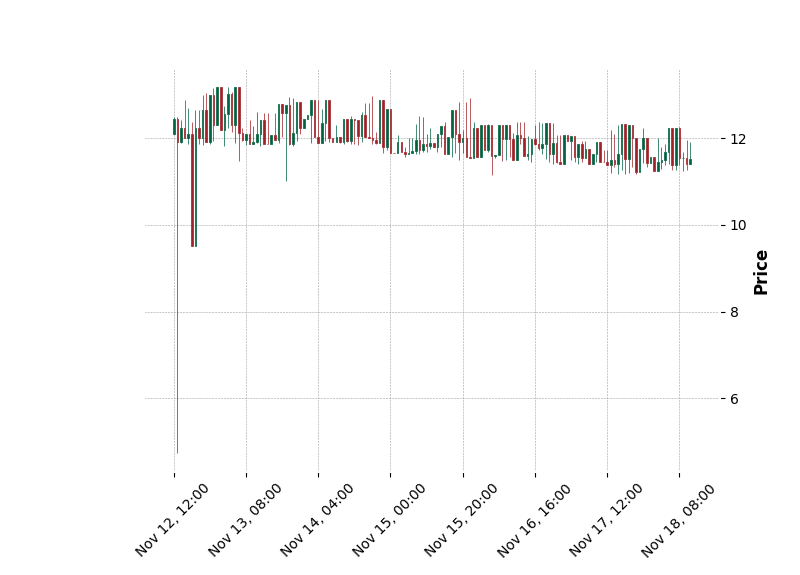 12
10
8
6
Price
Nov 12, 12:00
Nov 13, 08:00
Nov 14, 04:00
Nov 15, 00:00
Nov 15, 20:00
Nov 16, 16:00
Nov 17, 12:00
Nov 18, 08:00